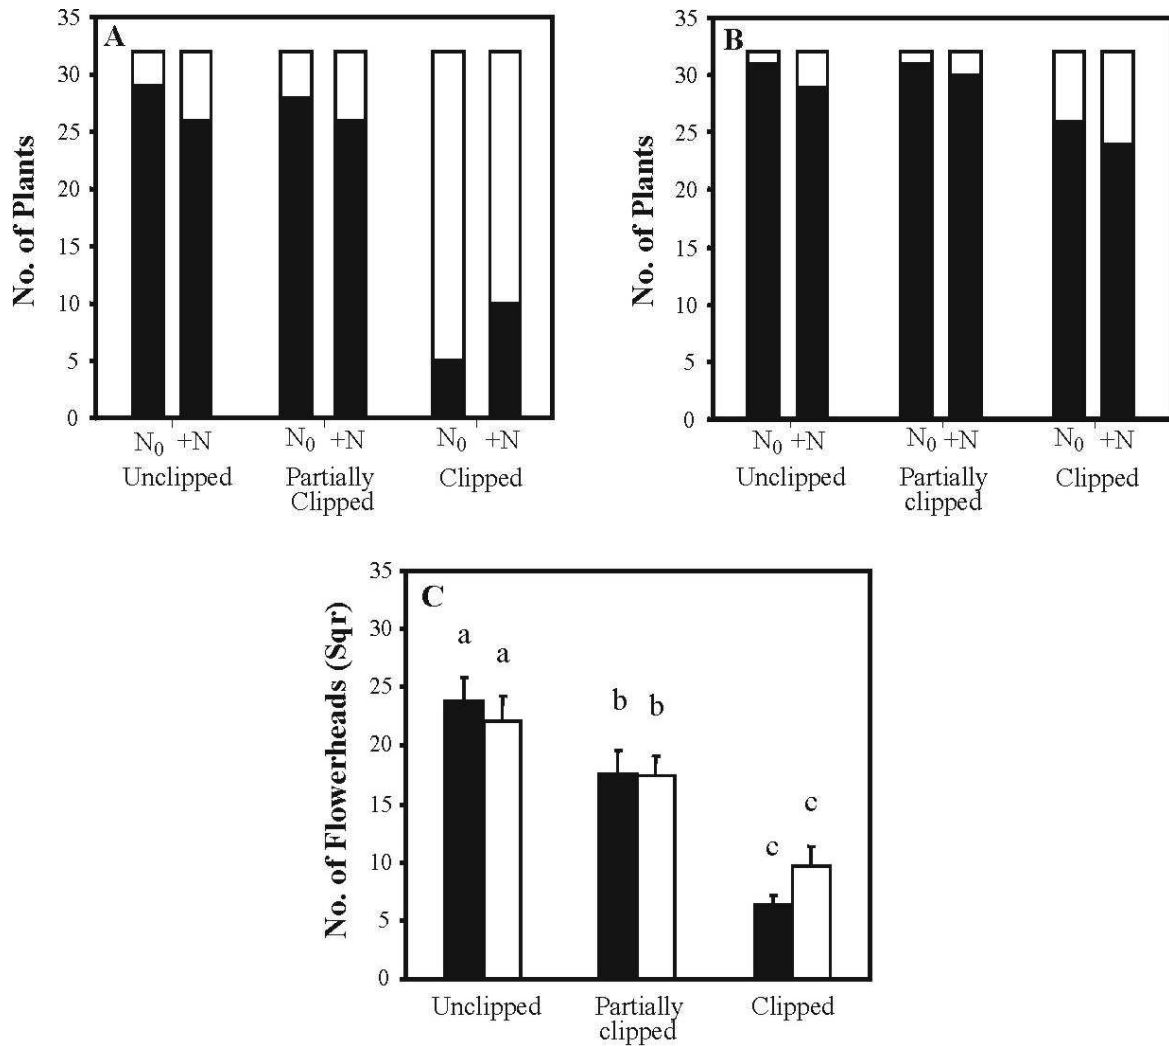 A
No. of Plants
35
30
25
20
15
10
5
0
N₀ +N N₀ +N N₀ +N
Unclipped Partially Clipped
Clipped
B
No. of Plants
35
30
25
20
15
10
5
0
N₀ +N N₀ +N N₀ +N
Unclipped Partially Clipped
clipped
C
No. of Flowerheads (Sqr)
35
30
25
20
15
10
5
0
a a b b c c
Unclipped Partially Clipped
clipped